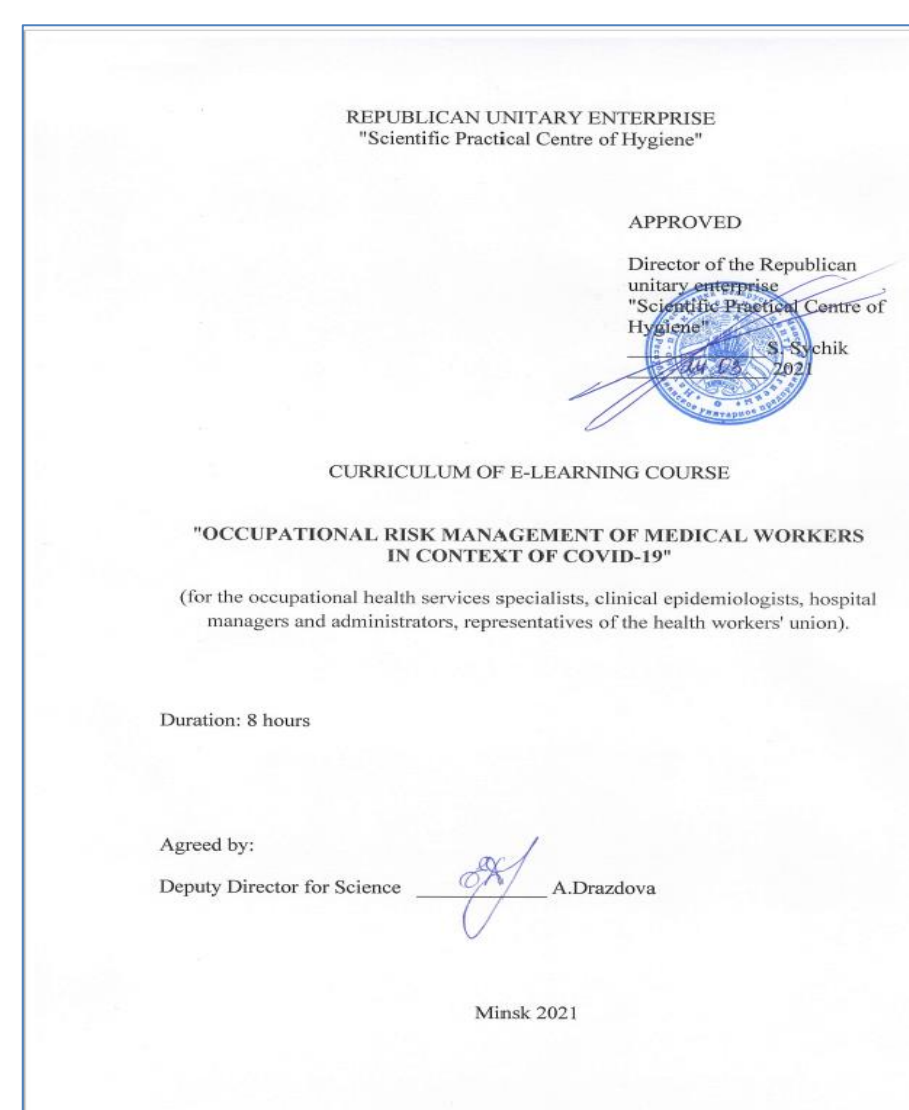 REPUBLICAN UNITARY ENTERPRISE
"Scientific Practical Centre of Hygiene"
APPROVED
Director of the Republican
unitary enterprise
"Scientific Practical Centre of
Hygiene"
S. Sychik
2021
CURRICULUM OF E-LEARNING COURSE
"OCCUPATIONAL RISK MANAGEMENT OF MEDICAL WORKERS
IN CONTEXT OF COVID-19"
(for the occupational health services specialists, clinical epidemiologists, hospital
managers and administrators, representatives of the health workers' union).
Duration: 8 hours
Agreed by:
Deputy Director for Science A.Drazdova
Minsk 2021